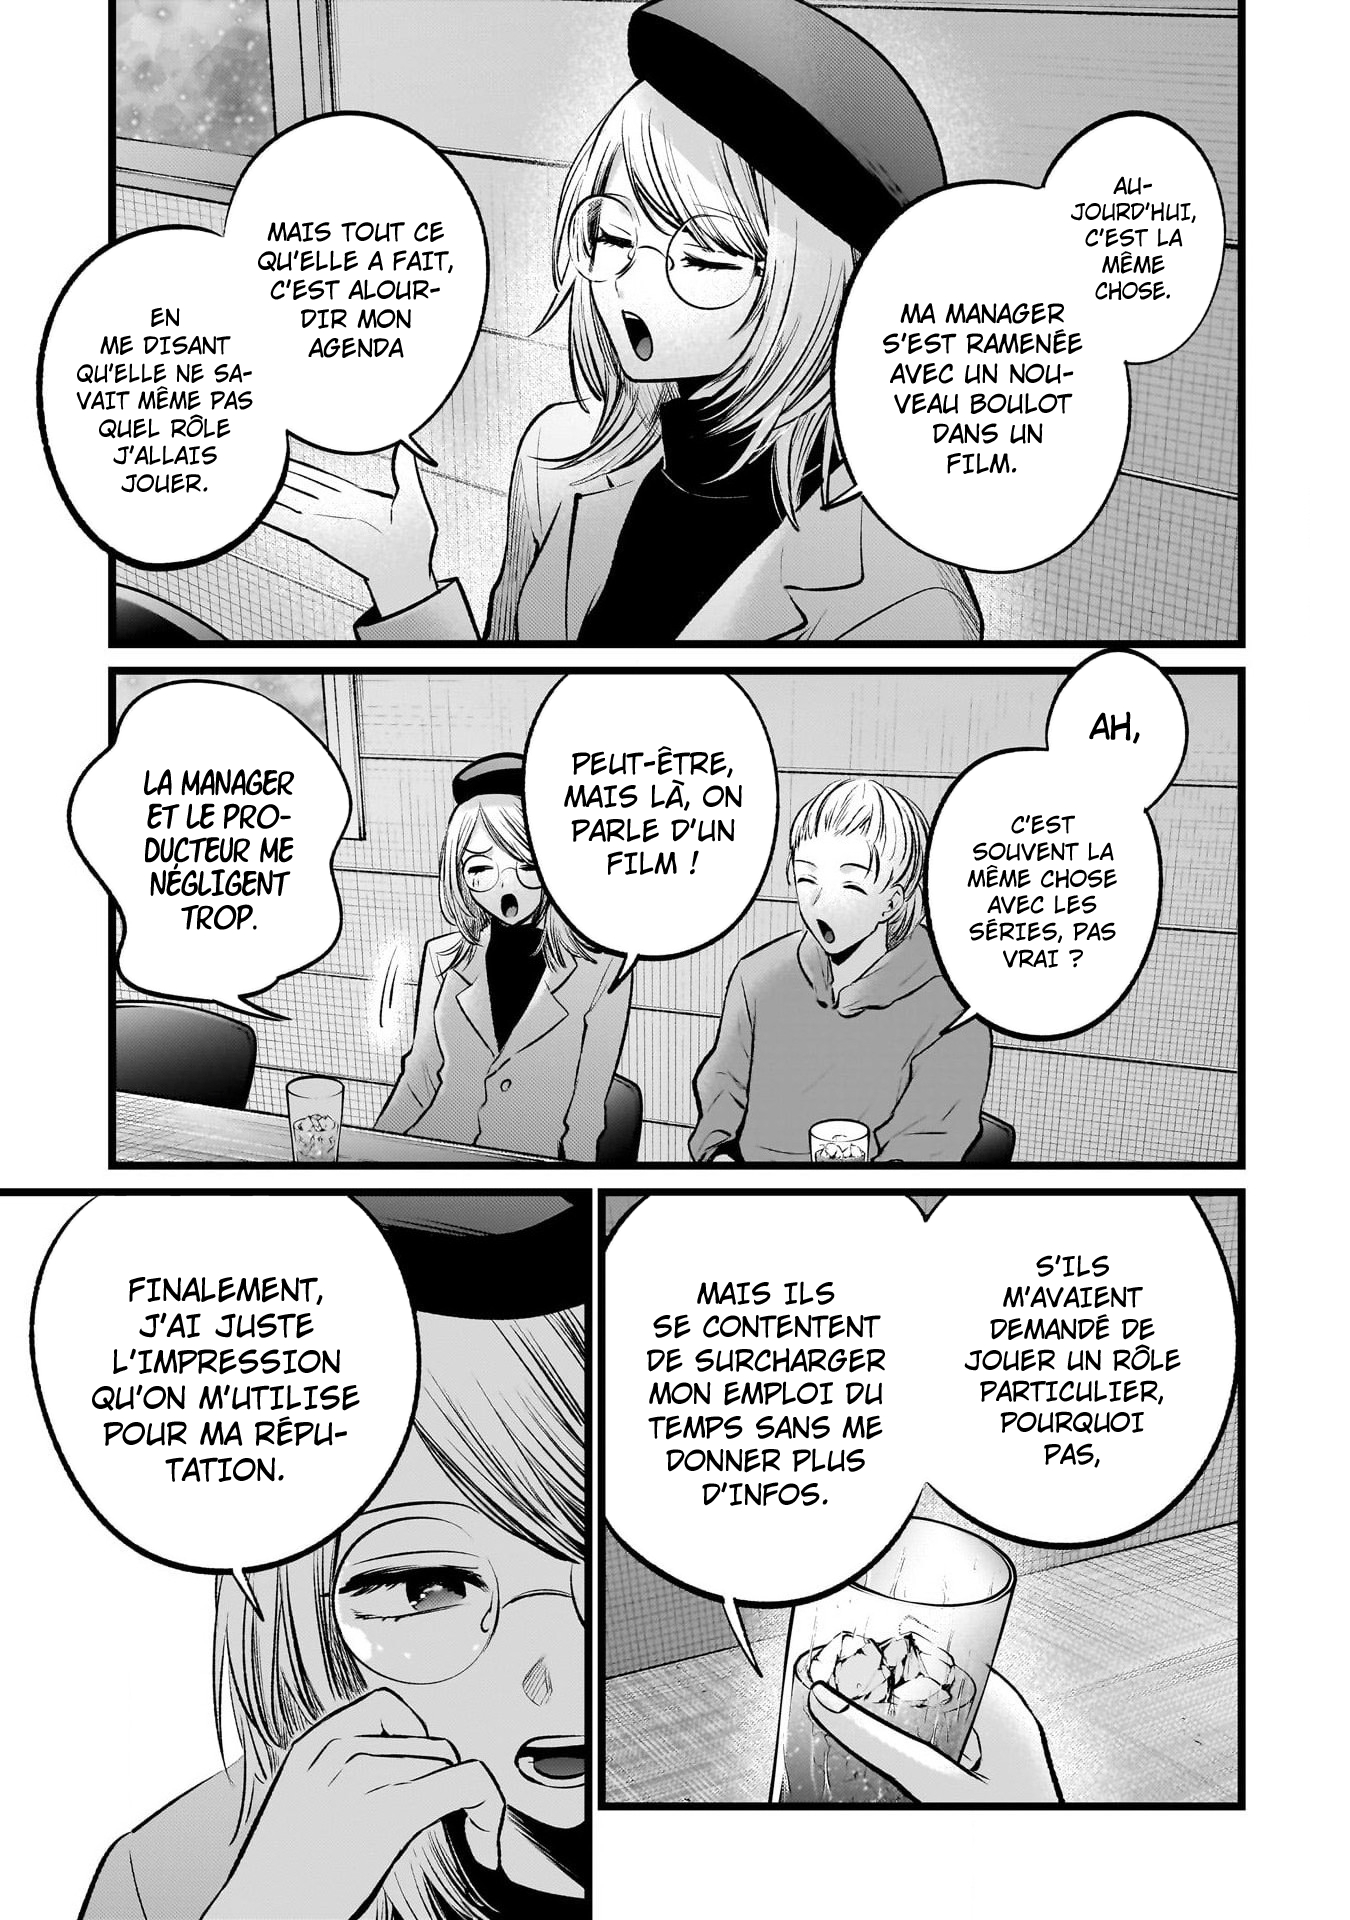 AU-
JOURD'HUI,
C'EST LA
MÊME
CHOSE.
MA MANAGER
S'EST RAMENÉE
AVEC UN NOU-
VEAU BOULOT
DANS UN
FILM.
MAIS TOUT CE
QU'ELLE A FAIT,
C'EST ALOUR-
DIR MON
AGENDA
EN
ME DISANT
QU'ELLE NE SA-
VAIT MÊME PAS
QUEL RÔLE
J'ALLAIS
JOUER.
AH,
C'EST
SOUVENT LA
MÊME CHOSE
AVEC LES
SÉRIES, PAS
VRAI ?
PEUT-ÊTRE,
MAIS LÀ, ON
PARLE D'UN
FILM !
LA MANAGER
ET LE PRO-
DUCTEUR ME
NÉGLIGENT
TROP.
S'ILS
M'AVAIENT
DEMANDÉ DE
JOUER UN RÔLE
PARTICULIER,
POURQUOI
PAS,
MAIS ILS
SE CONTENTENT
DE SURCHARGER
MON EMPLOI DU
TEMPS SANS ME
DONNER PLUS
D'INFOS.
FINALEMENT,
J'AI JUSTE
L'IMPRESSION
QU'ON M'UTILISE
POUR MA RÉPU-
TATION.